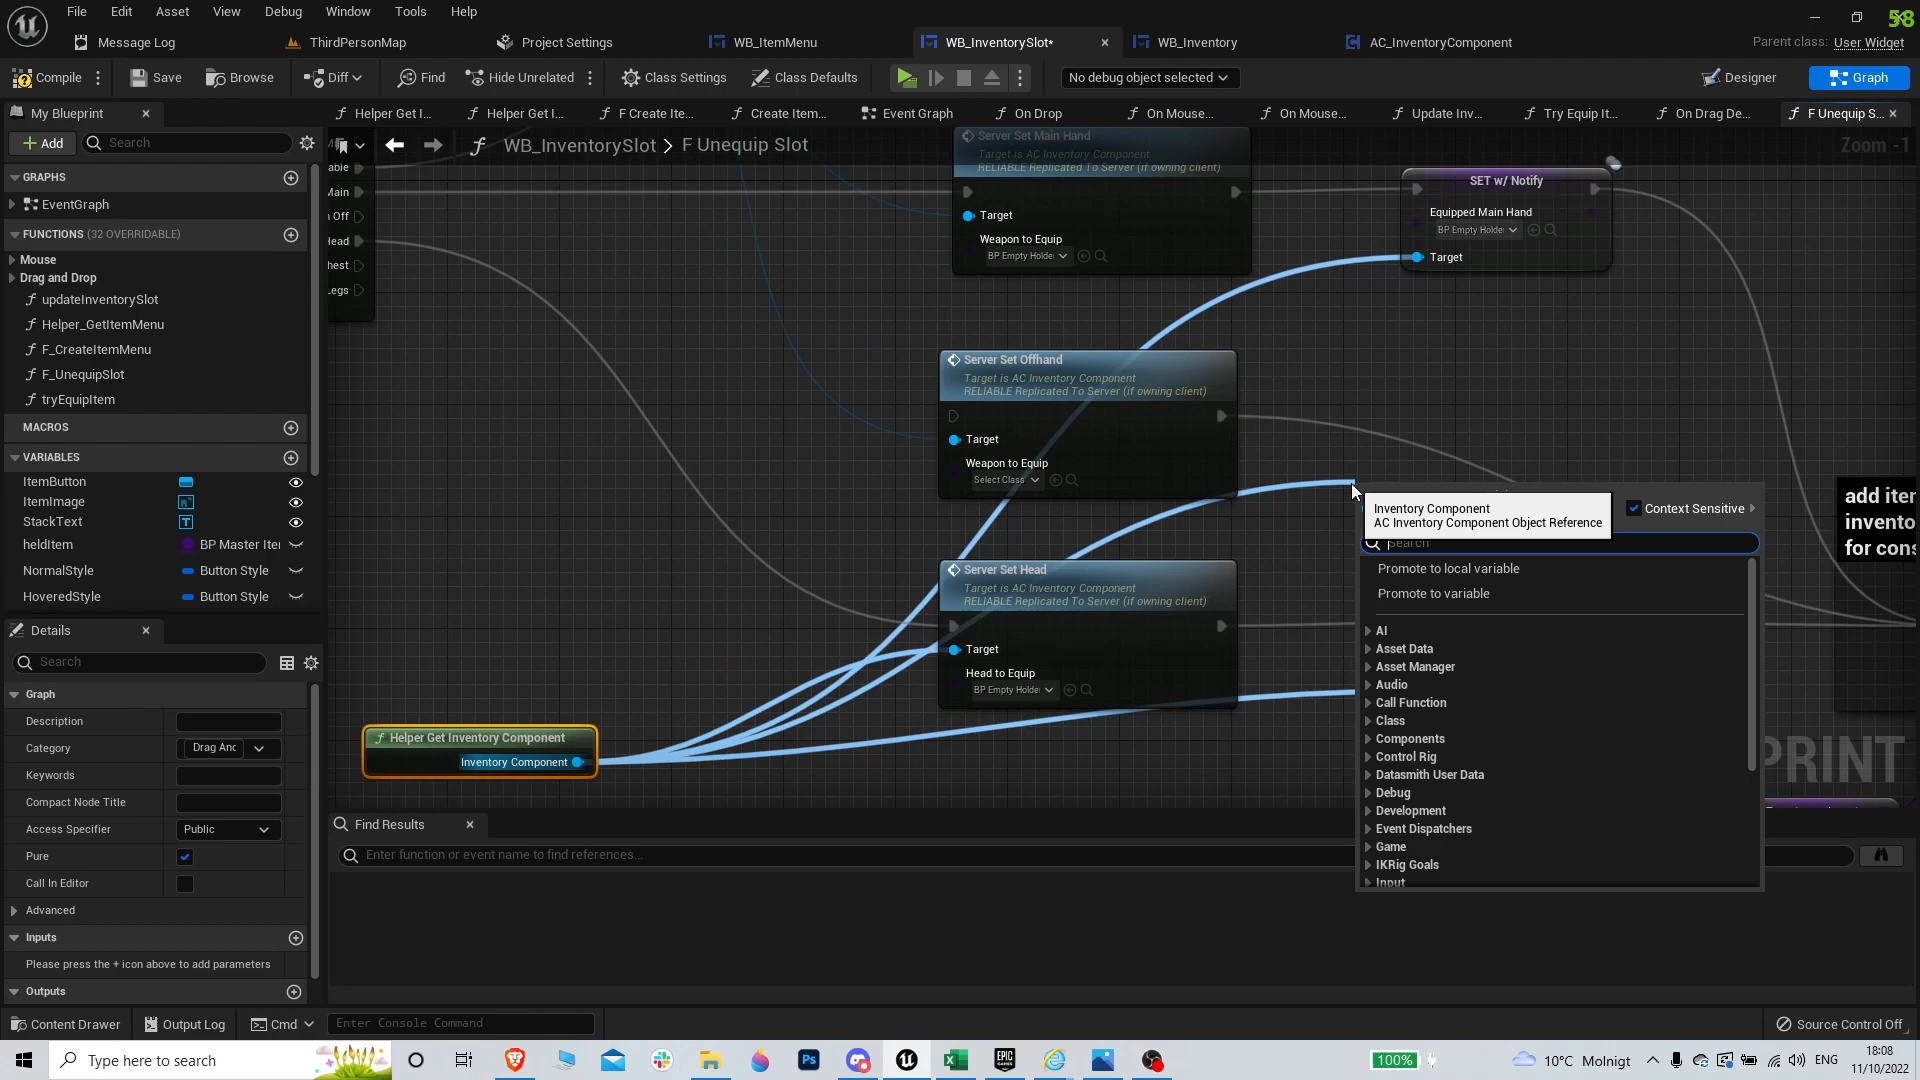 File Edit Asset View Debug Window Tools Help
58
Message Log ThirdPersonMap Project Settings WB_ItemMenu WB_InventorySlot* WB_Inventory AC_InventoryComponent Parent class: User Widget
Compile Save Browse Diff Find Hide Unrelated Class Settings Class Defaults No debug object selected Designer Graph
My Blueprint
Helper Get I... Helper Get I... F Create Ite... Create Item... Event Graph On Drop On Mouse... On Mouse... Update Inv... Try Equip It... On Drag De... F Unequip S...
Add Search
WB_InventorySlot > F Unequip Slot
Zoom -1
GRAPHS
EventGraph
FUNCTIONS (32 OVERRIDABLE)
Mouse
Drag and Drop
updateInventorySlot
Helper_GetItemMenu
F_CreateItemMenu
F_UnequipSlot
tryEquipItem
MACROS
VARIABLES
ItemButton
ItemImage
StackText
heldItem BP Master Iter
NormalStyle Button Style
HoveredStyle Button Style
able
Main
n Off
Head
hest
Legs
Server Set Main Hand
Target is AC Inventory Component
RELIABLE Replicated To Server (if owning client)
Target
Weapon to Equip
BP Empty Holde
SET w/ Notify
Equipped Main Hand
BP Empty Holde
Target
Server Set Offhand
Target is AC Inventory Component
RELIABLE Replicated To Server (if owning client)
Target
Weapon to Equip
Select Class
Server Set Head
Target is AC Inventory Component
RELIABLE Replicated To Server (if owning client)
Target
Head to Equip
BP Empty Holde
Helper Get Inventory Component
Inventory Component
Inventory Component
AC Inventory Component Object Reference
Context Sensitive
Search
Promote to local variable
Promote to variable
AI
Asset Data
Asset Manager
Audio
Call Function
Class
Components
Control Rig
Datasmith User Data
Debug
Development
Event Dispatchers
Game
IKRig Goals
Input
add iter
invento
for cons
PRINT
Details
Search
Graph
Description
Category Drag Anc
Keywords
Compact Node Title
Access Specifier Public
Pure
Call In Editor
Advanced
Inputs
Please press the + icon above to add parameters
Outputs
Find Results
Enter function or event name to find references...
Content Drawer Output Log Cmd Enter Console Command Source Control Off
Type here to search
Ps
100%
10°C Molnigt
ENG
18:08
11/10/2022